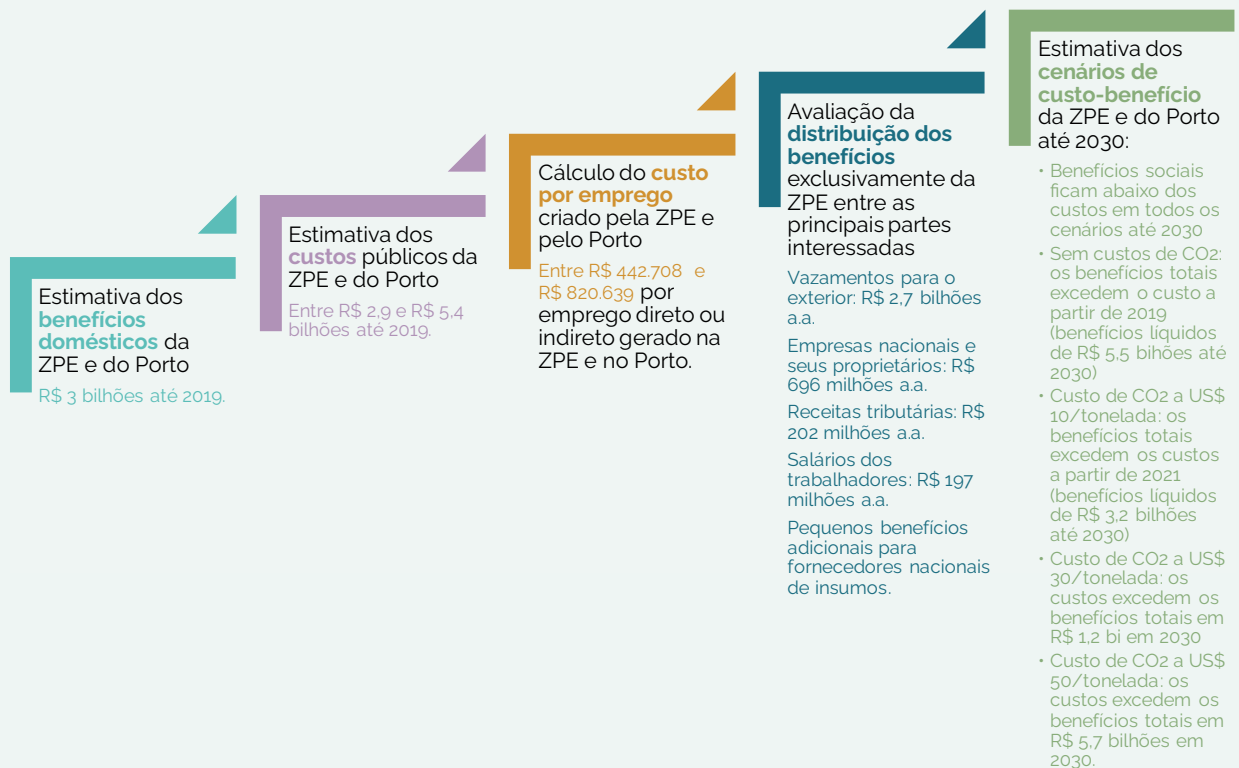 Estimativa dos
benefícios
domésticos da
ZPE e do Porto
R$ 3 bilhões até 2019.
Estimativa dos
custos públicos da
ZPE e do Porto
Entre R$ 2,9 e R$ 5,4
bilhões até 2019.
Cálculo do custo
por emprego
criado pela ZPE e
pelo Porto
Entre R$ 442.708 e
R$ 820.639 por
emprego direto ou
indireto gerado na
ZPE e no Porto.
Avaliação da
distribuição dos
benefícios
exclusivamente da
ZPE entre as
principais partes
interessadas
Vazamentos para o
exterior: R$ 2,7 bilhões
a.a.
Empresas nacionais e
seus proprietários: R$
696 milhões a.a.
Receitas tributárias: R$
202 milhões a.a.
Salários dos
trabalhadores: R$ 197
milhões a.a.
Pequenos benefícios
adicionais para
fornecedores nacionais
de insumos.
Estimativa dos
cenários de
custo-benefício
da ZPE e do Porto
até 2030:
• Benefícios sociais
ficam abaixo dos
custos em todos os
cenários até 2030
• Sem custos de CO2:
os benefícios totais
excedem o custo a
partir de 2019
(benefícios líquidos
de R$ 5,5 bihões até
2030)
• Custo de CO2 a US$
10/tonelada: os
benefícios totais
excedem os custos
a partir de 2021
(benefícios líquidos
de R$ 3,2 bilhões
até 2030)
• Custo de CO2 a US$
30/tonelada: os
custos excedem os
benefícios totais em
R$ 1,2 bi em 2030
• Custo de CO2 a US$
50/tonelada: os
custos excedem os
benefícios totais em
R$ 5,7 bilhões em
2030.